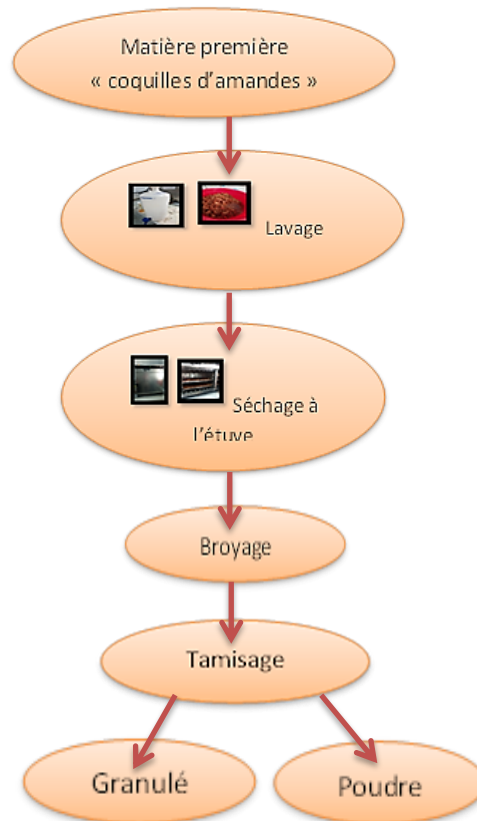 Matière première
« coquilles d'amandes »
Lavage
Séchage à
l'étuve
Broyage
Tamisage
Granulé
Poudre